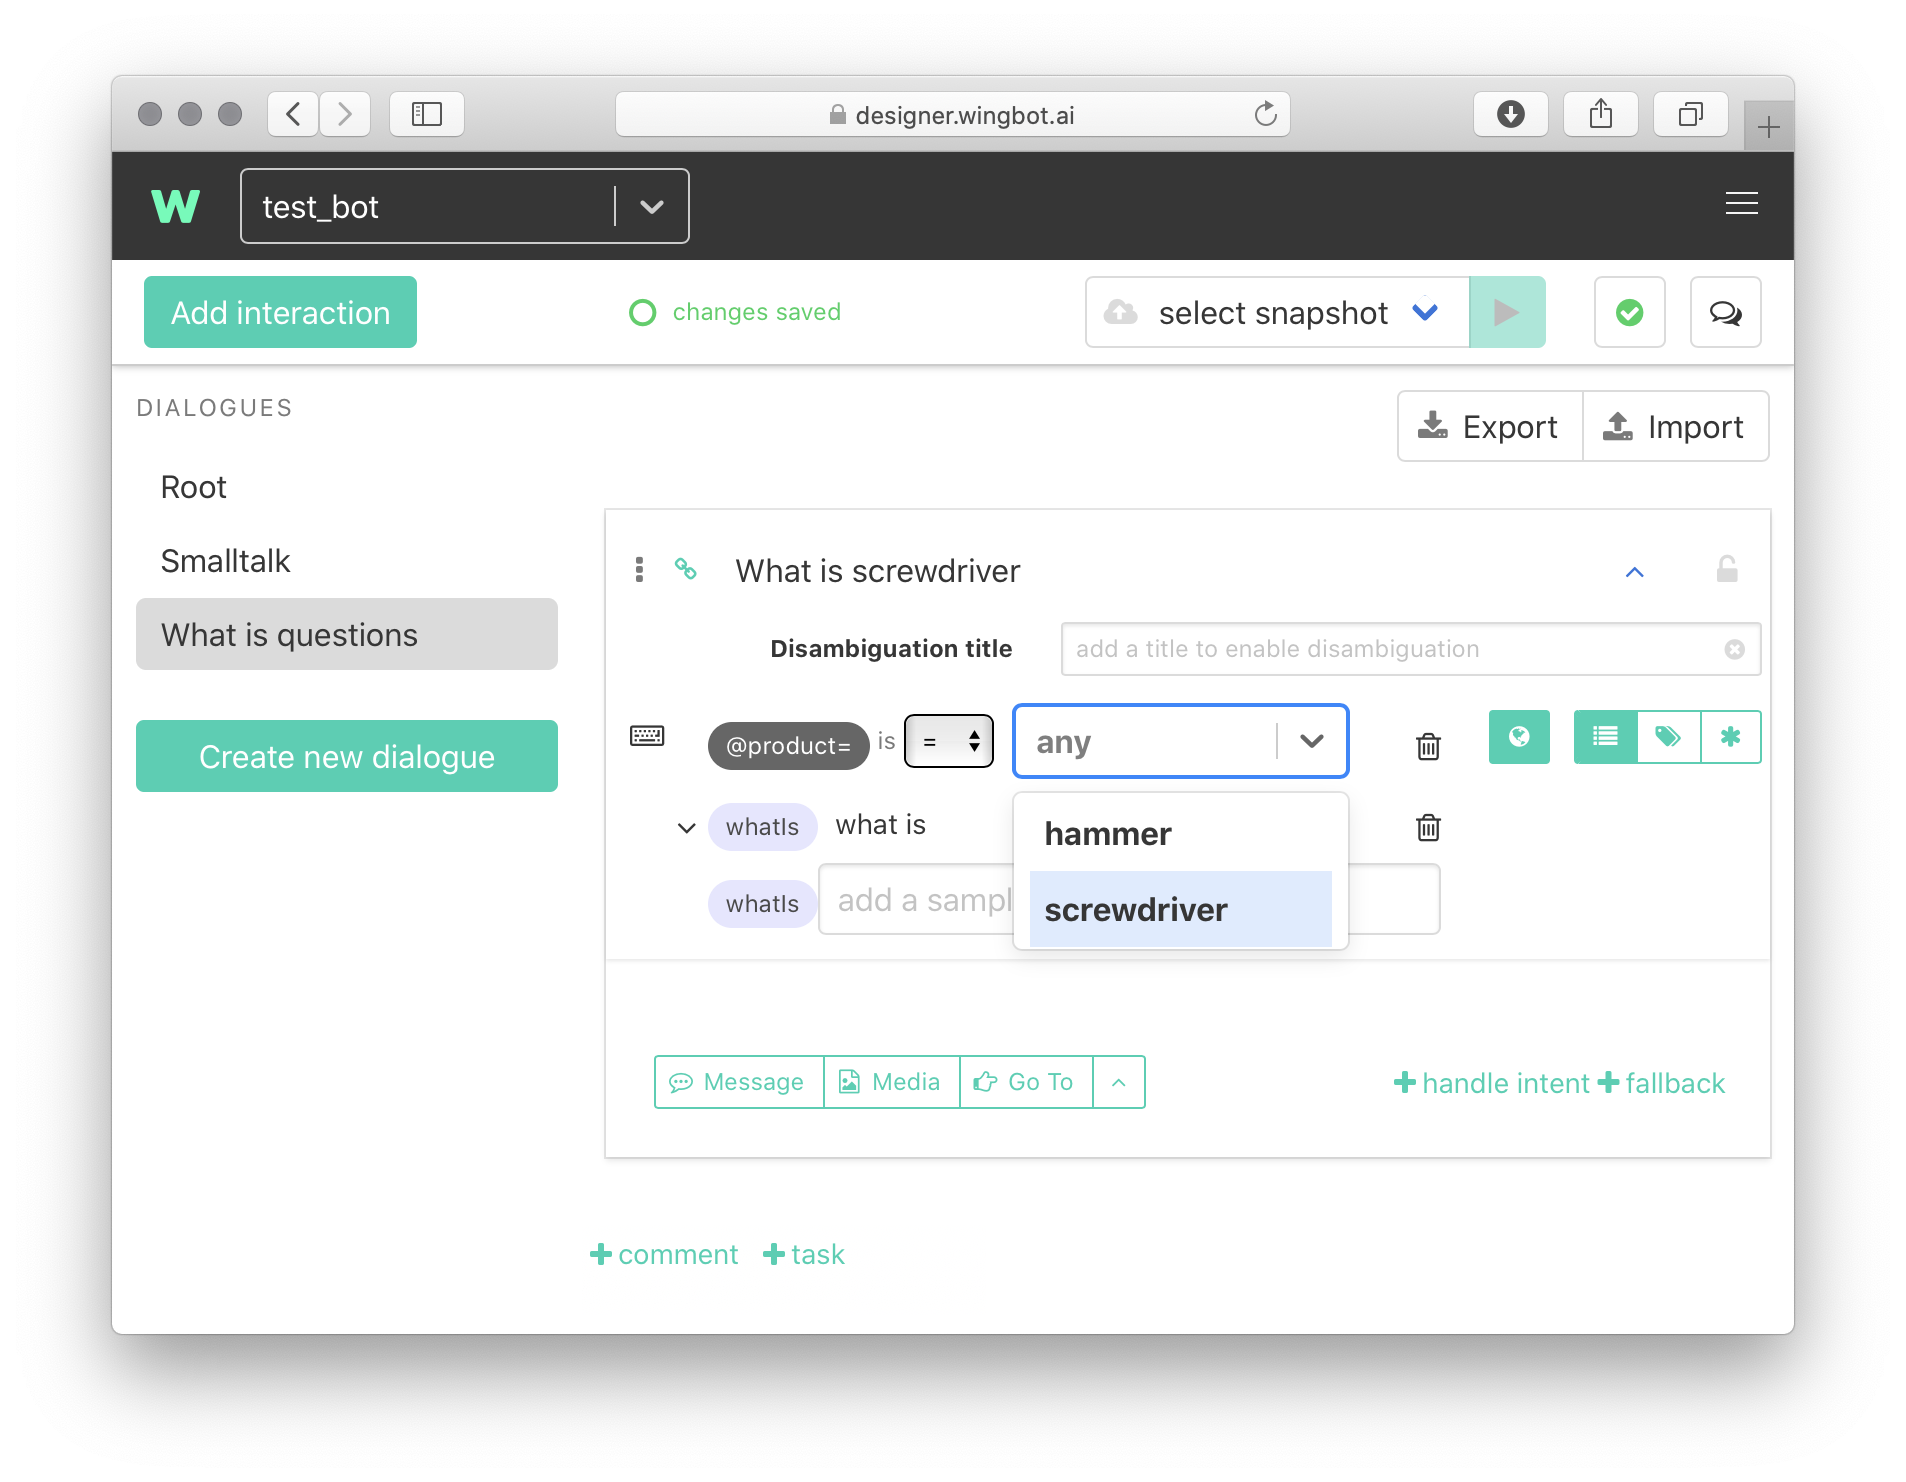 designer.wingbot.ai
W test_bot
Add interaction
changes saved
select snapshot
DIALOGUES
Export Import
Root
Smalltalk
What is questions
Create new dialogue
What is screwdriver
Disambiguation title
add a title to enable disambiguation
@product= is = any
hammer
screwdriver
whatIs what is
whatIs add a sampl
Message Media Go To
+handle intent +fallback
+comment +task